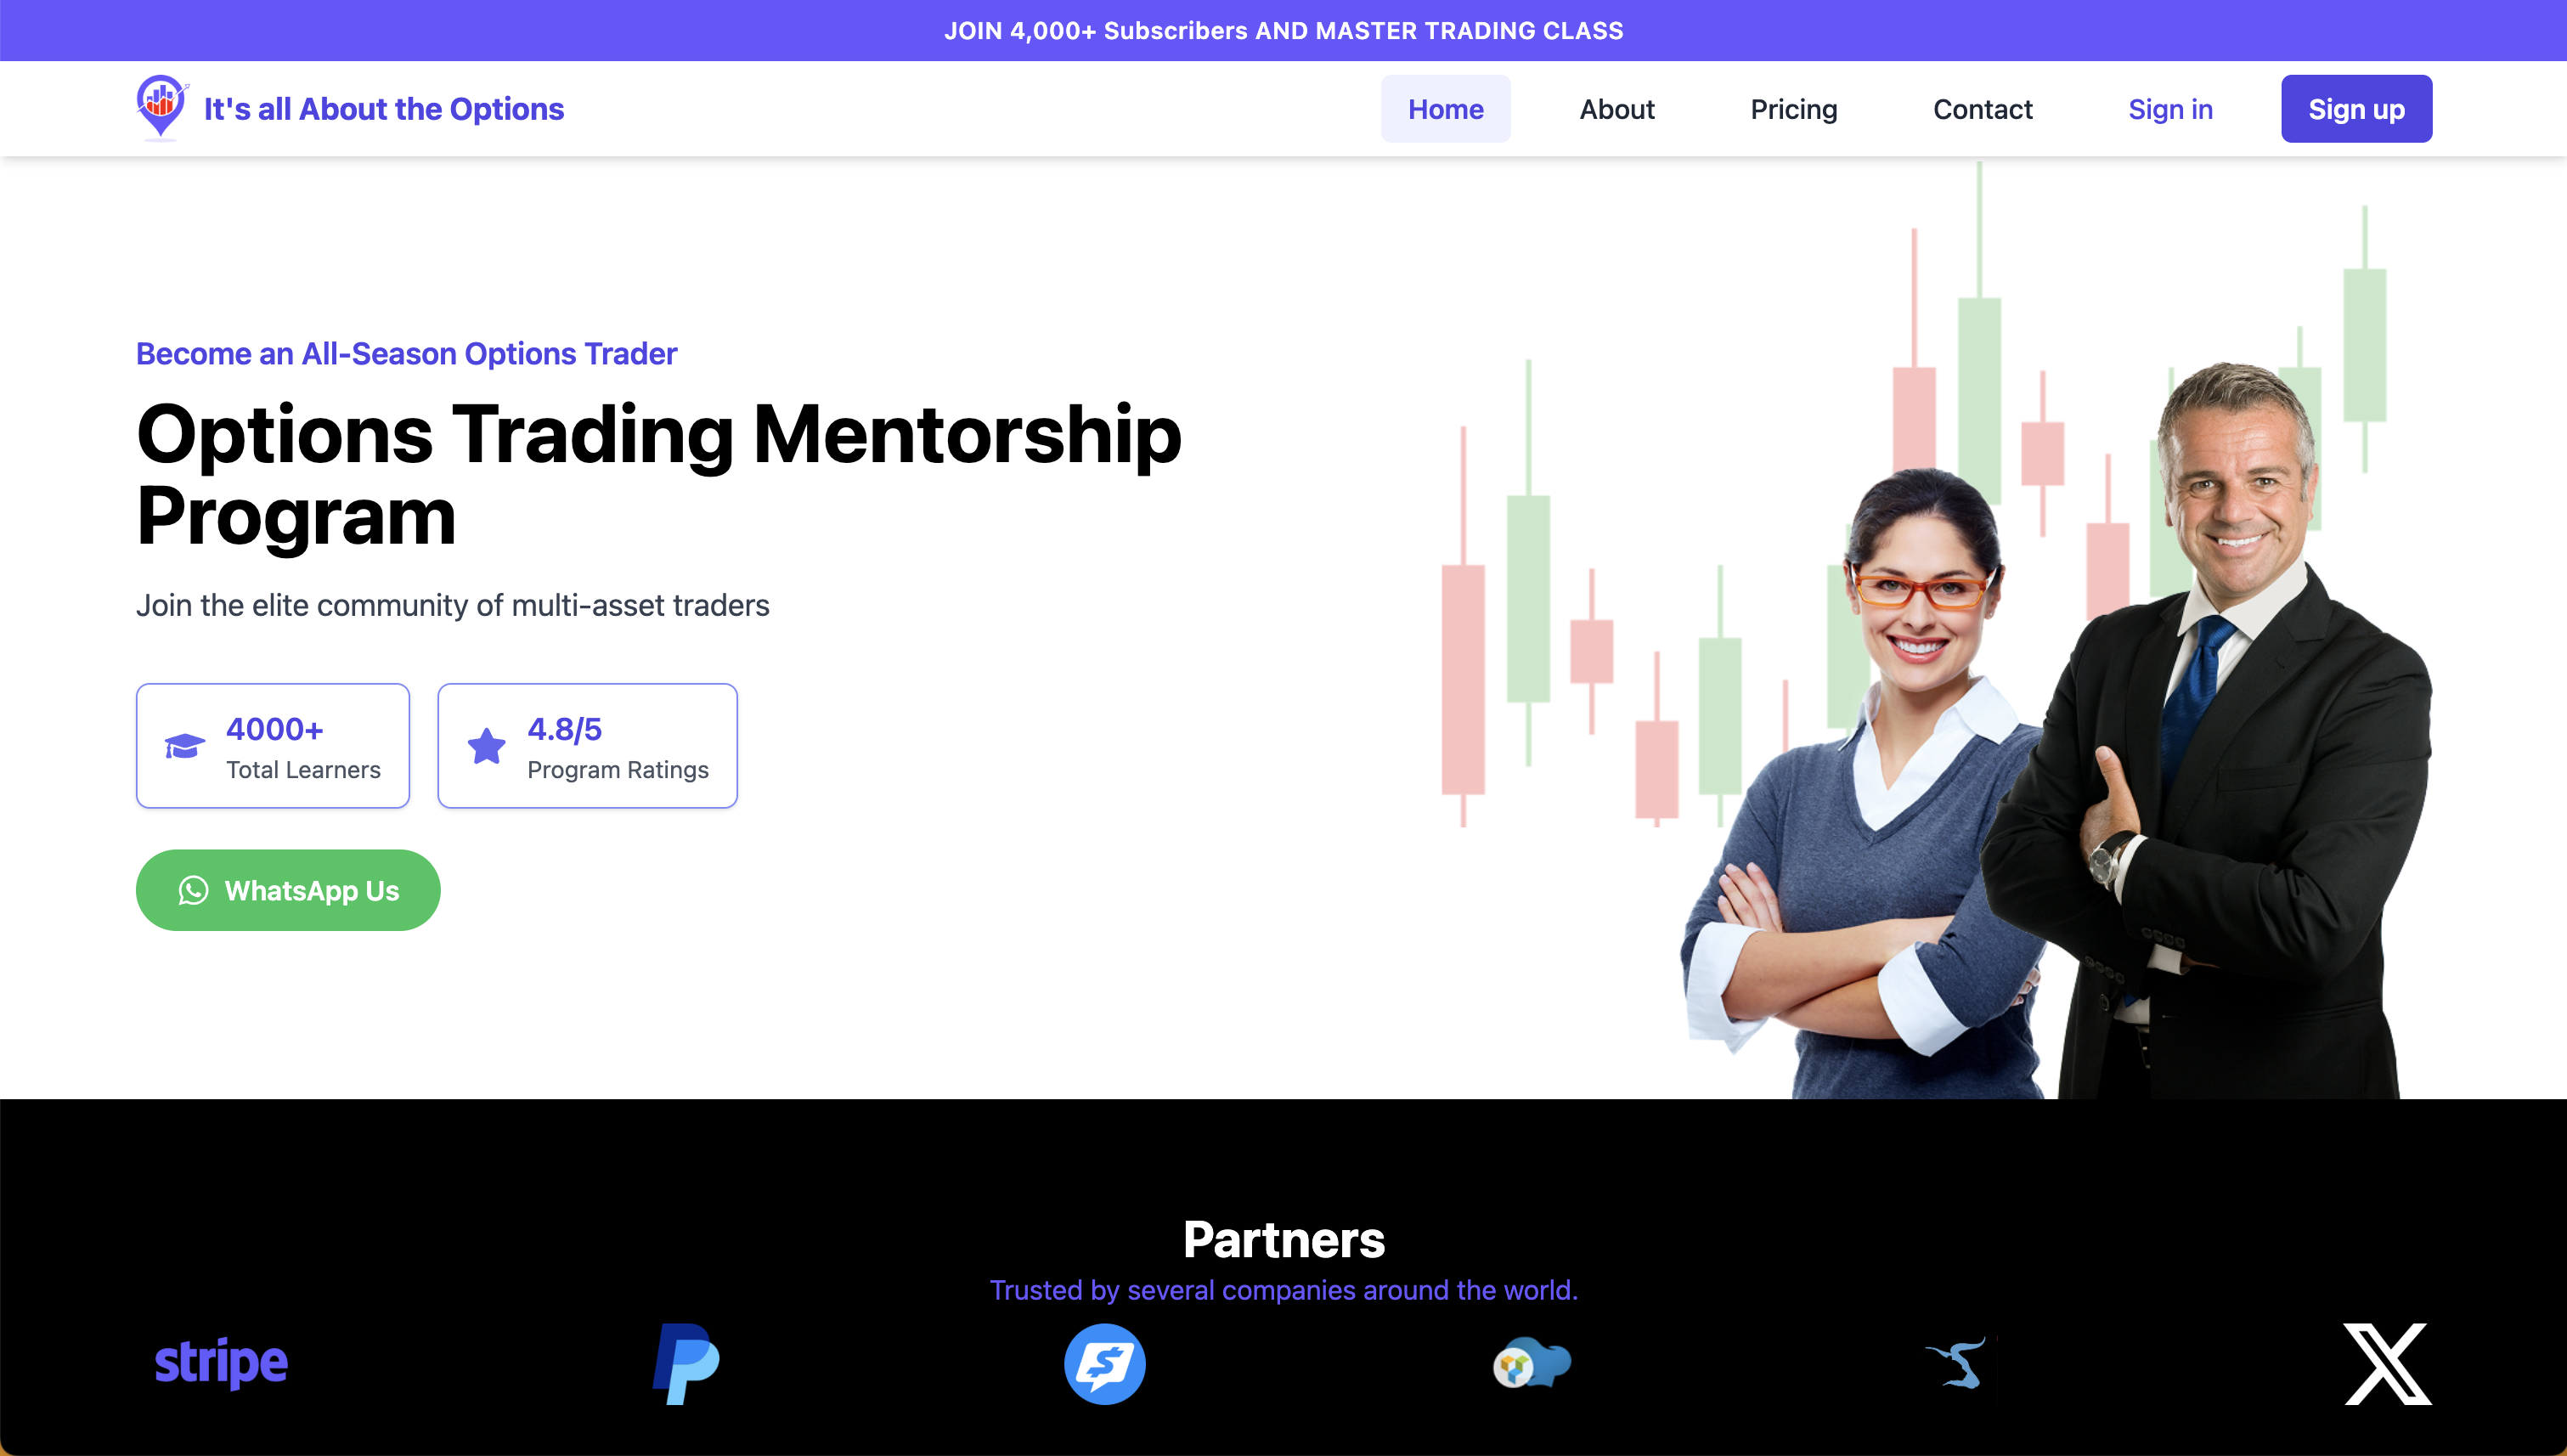 JOIN 4,000+ Subscribers AND MASTER TRADING CLASS
It's all About the Options
Home
About
Pricing
Contact
Sign in
Sign up
Become an All-Season Options Trader
Options Trading Mentorship
Program
Join the elite community of multi-asset traders
4000+
Total Learners
4.8/5
Program Ratings
WhatsApp Us
Partners
Trusted by several companies around the world.
stripe